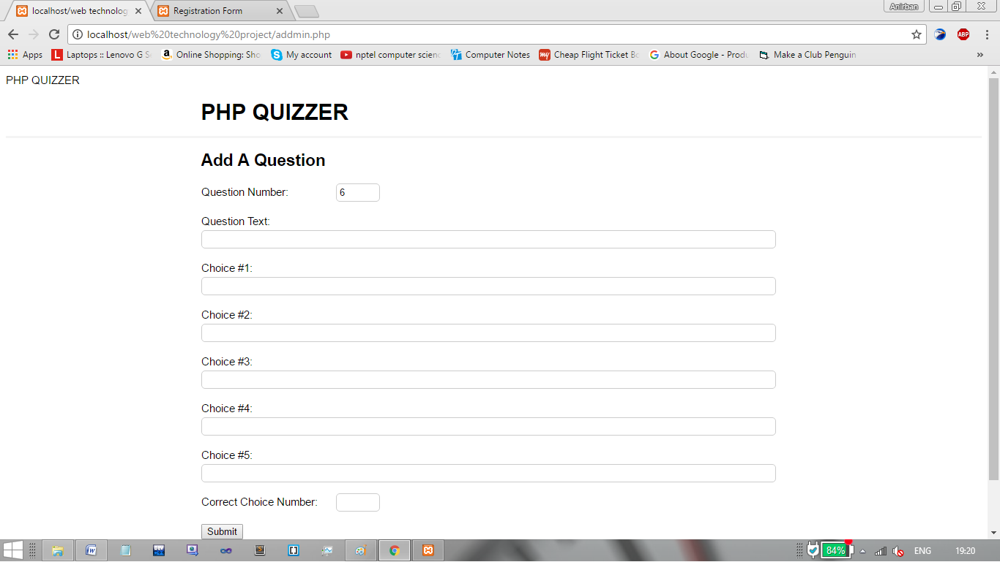 localhost/web technolog
Registration Form
Anirban
localhost/web%20technology%20project/addmin.php
ABP
Apps
Laptops :: Lenovo G S
Online Shopping: Sho
My account
nptel computer scienc
Computer Notes
Cheap Flight Ticket Bo
About Google - Produ
Make a Club Penguin
PHP QUIZZER
PHP QUIZZER
Add A Question
Question Number: 6
Question Text:
Choice #1:
Choice #2:
Choice #3:
Choice #4:
Choice #5:
Correct Choice Number:
Submit
84%
ENG
19:20